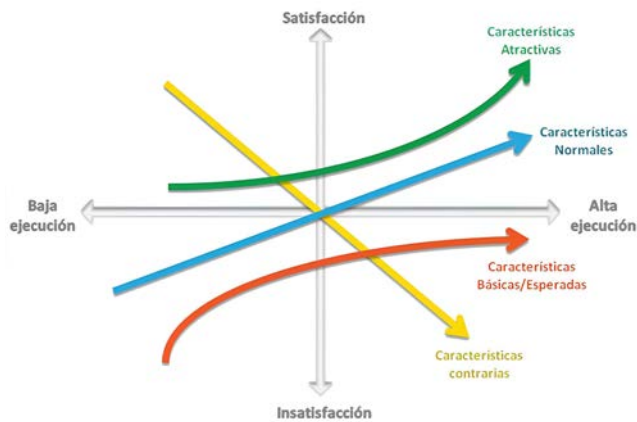 Satisfacción
Características
Atractivas
Características
Normales
Baja
ejecución
Alta
ejecución
Características
Básicas/Esperadas
Características
contrarias
Insatisfacción